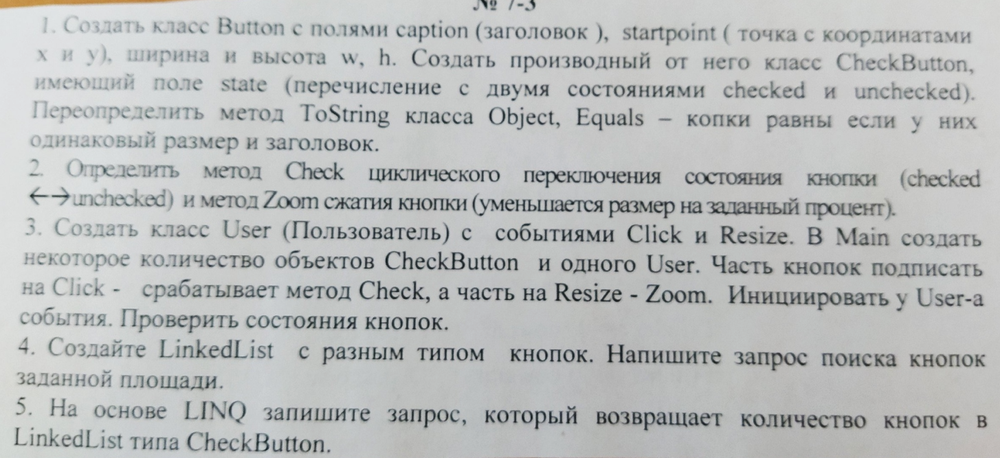 № 7-3
1. Создать класс Button с полями caption (заголовок ), startpoint ( точка с координатами
x и y), ширина и высота w, h. Создать производный от него класс CheckButton,
имеющий поле state (перечисление с двумя состояниями checked и unchecked).
Переопределить метод ToString класса Object, Equals – копки равны если у них
одинаковый размер и заголовок.
2. Определить метод Check циклического переключения состояния кнопки (checked
←→unchecked) и метод Zoom сжатия кнопки (уменьшается размер на заданный процент).
3. Создать класс User (Пользователь) с событиями Click и Resize. В Main создать
некоторое количество объектов CheckButton и одного User. Часть кнопок подписать
на Click - срабатывает метод Check, а часть на Resize - Zoom. Инициировать у User-а
события. Проверить состояния кнопок.
4. Создайте LinkedList с разным типом кнопок. Напишите запрос поиска кнопок
заданной площади.
5. На основе LINQ запишите запрос, который возвращает количество кнопок в
LinkedList типа CheckButton.